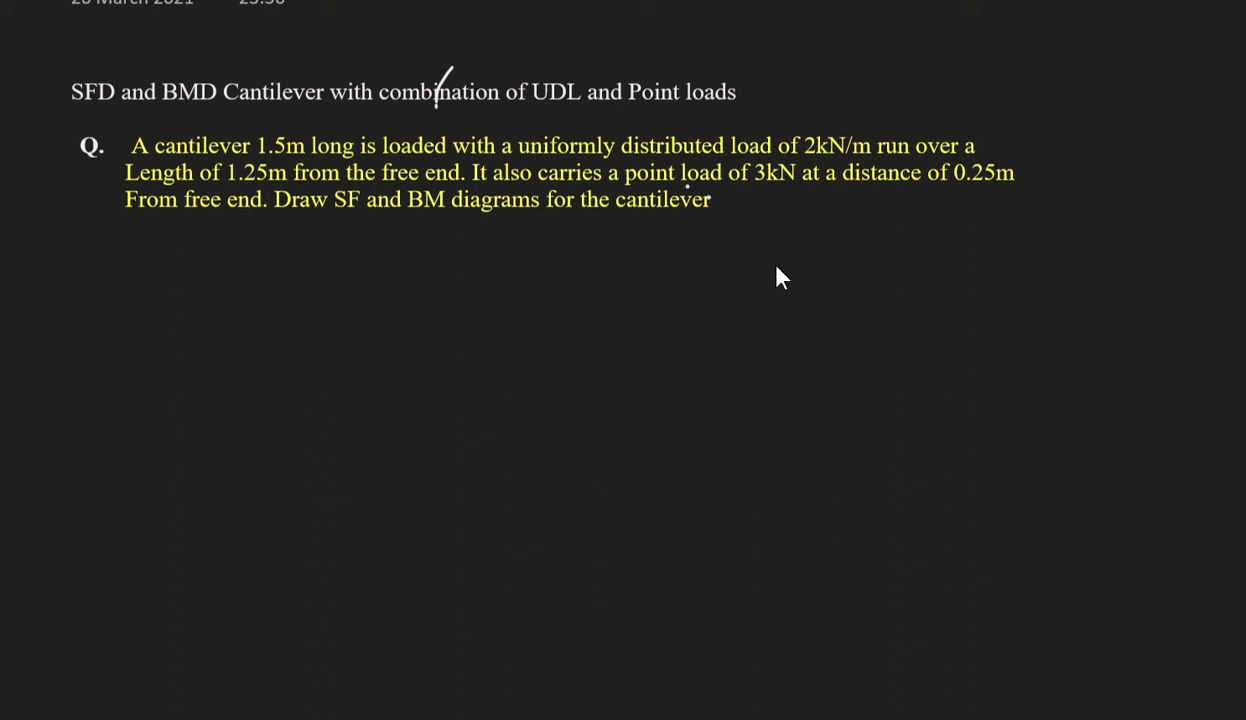 SFD and BMD Cantilever with combination of UDL and Point loads
Q. A cantilever 1.5m long is loaded with a uniformly distributed load of 2kN/m run over a
Length of 1.25m from the free end. It also carries a point load of 3kN at a distance of 0.25m
From free end. Draw SF and BM diagrams for the cantilever